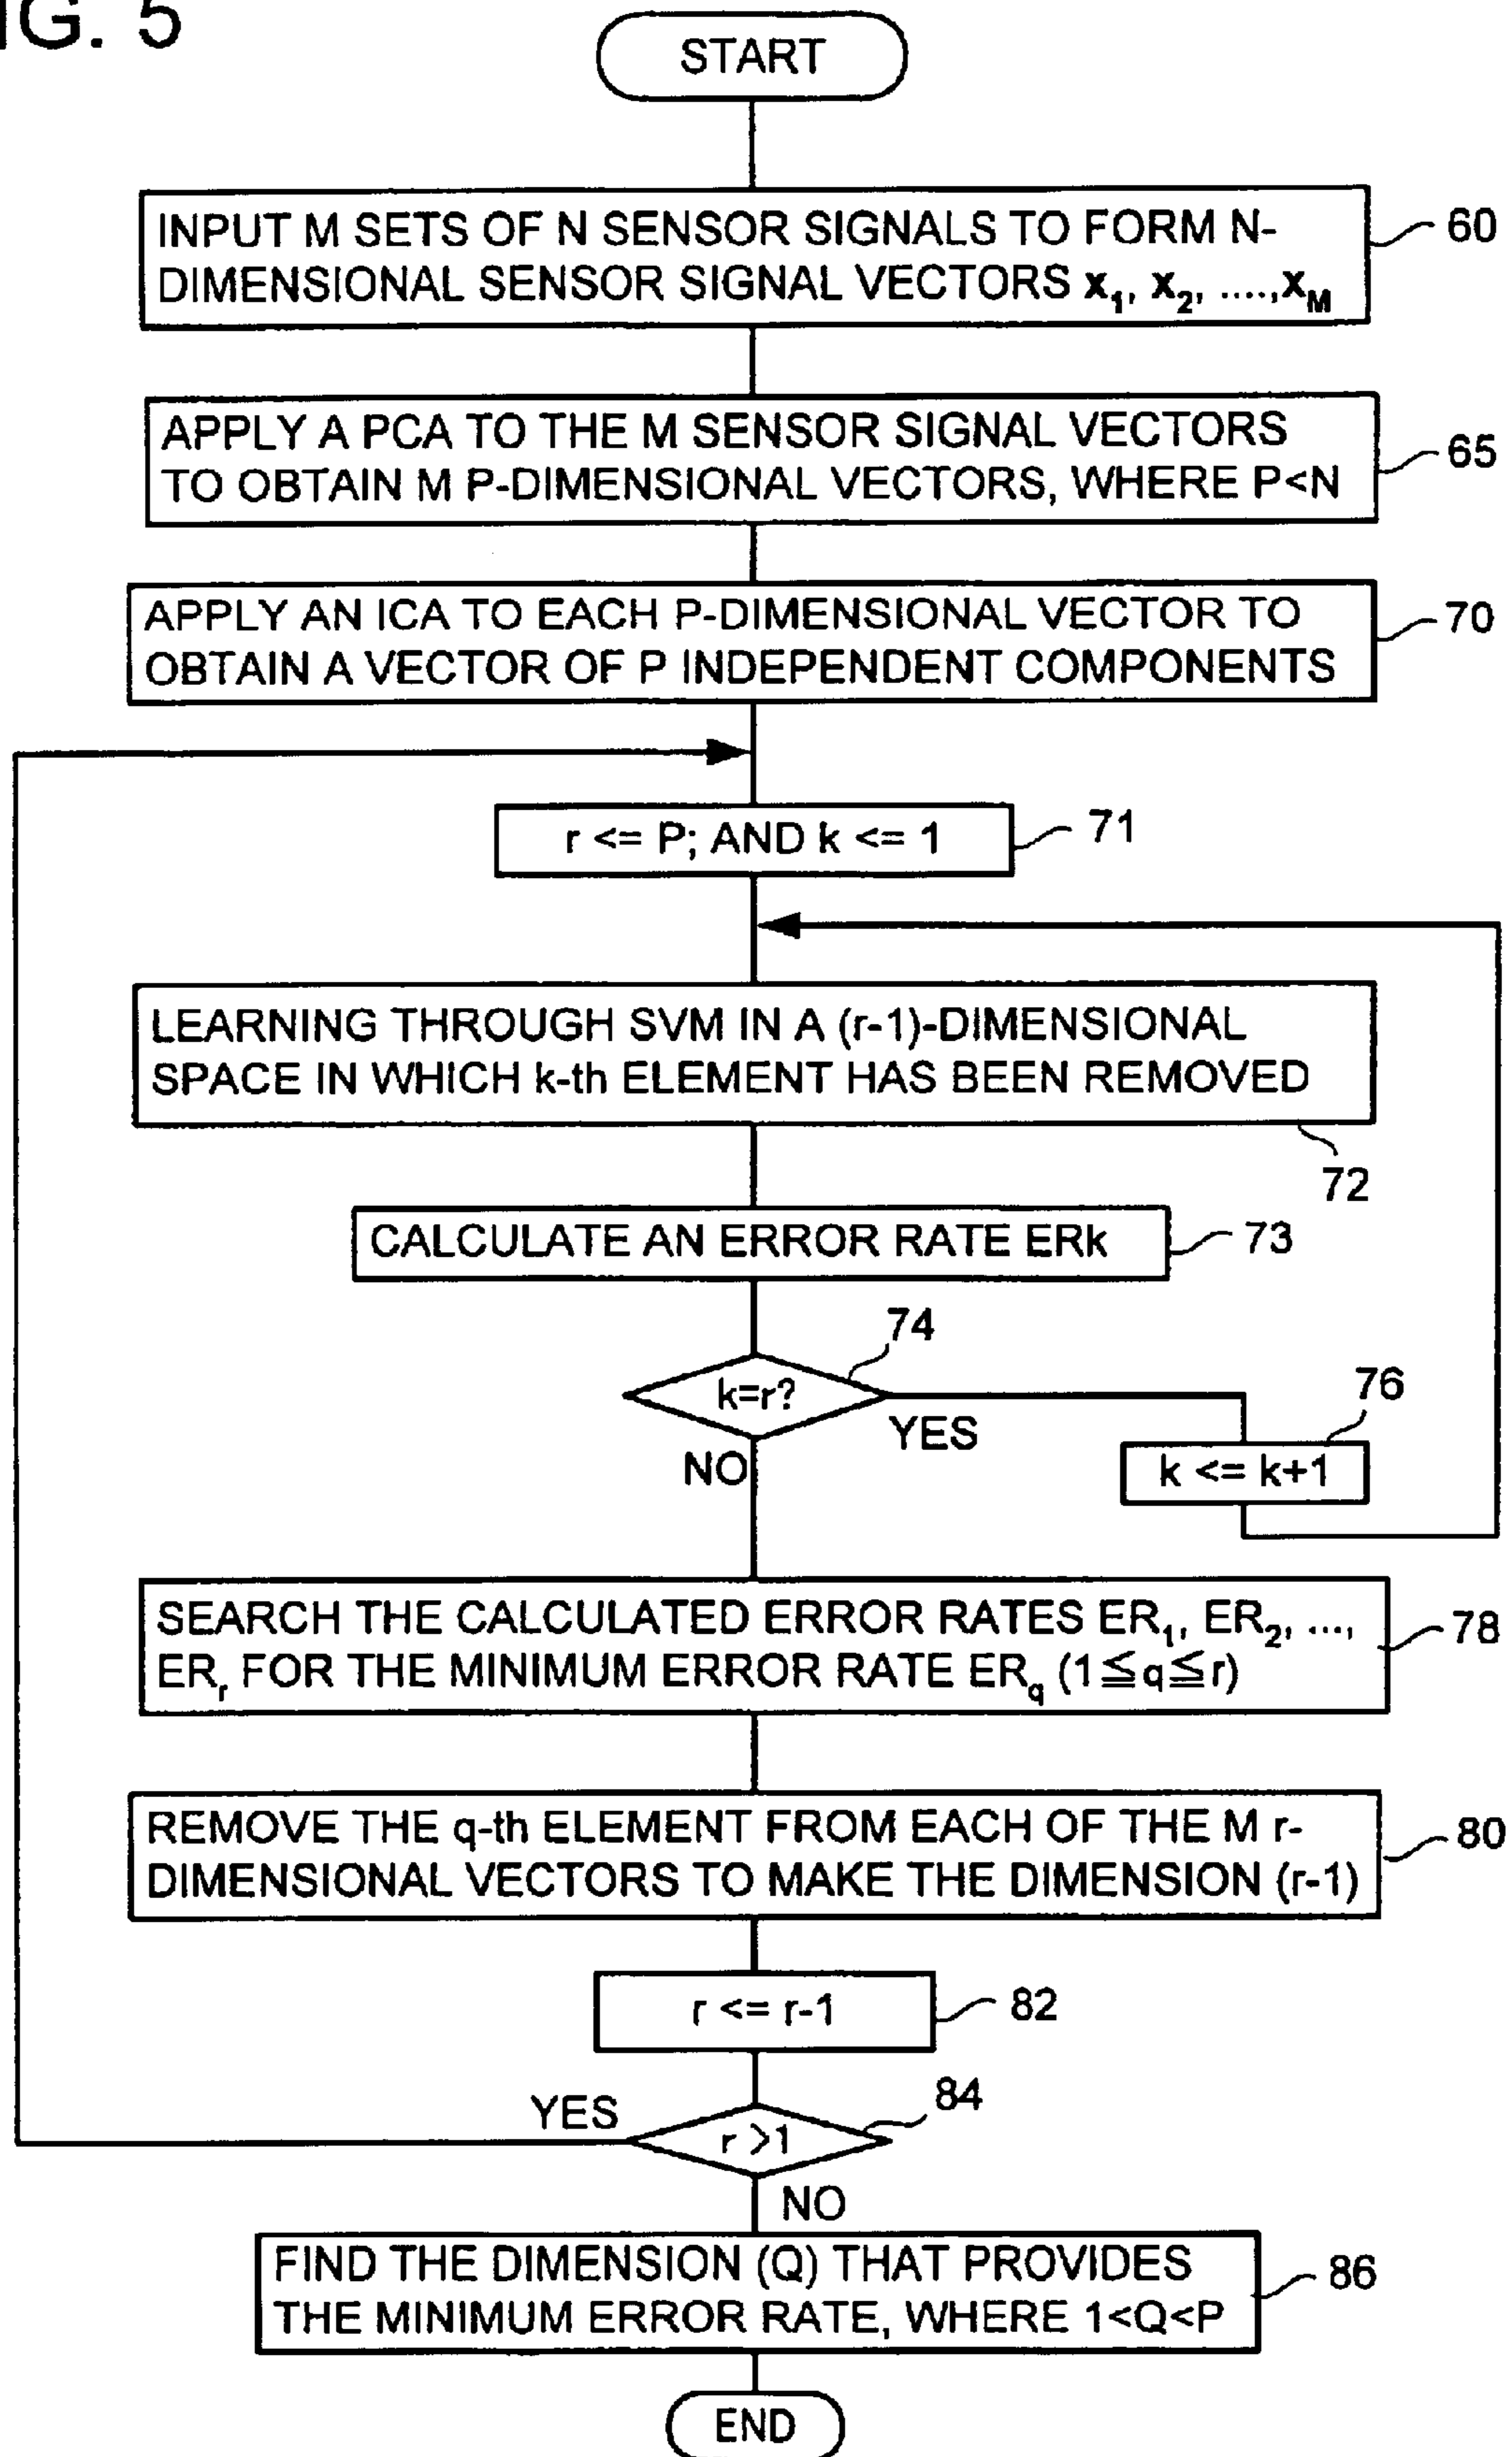 IG. 5
START
INPUT M SETS OF N SENSOR SIGNALS TO FORM N-
DIMENSIONAL SENSOR SIGNAL VECTORS x₁, x₂, ....,x_M
60
APPLY A PCA TO THE M SENSOR SIGNAL VECTORS
TO OBTAIN M P-DIMENSIONAL VECTORS, WHERE P<N
65
APPLY AN ICA TO EACH P-DIMENSIONAL VECTOR TO
OBTAIN A VECTOR OF P INDEPENDENT COMPONENTS
70
r <= P; AND k <= 1
71
LEARNING THROUGH SVM IN A (r-1)-DIMENSIONAL
SPACE IN WHICH k-th ELEMENT HAS BEEN REMOVED
72
CALCULATE AN ERROR RATE ERk
73
74
k=r?
YES
NO
76
k <= k+1
SEARCH THE CALCULATED ERROR RATES ER₁, ER₂, ...,
ERᵣ FOR THE MINIMUM ERROR RATE ER_q (1≦q≦r)
78
REMOVE THE q-th ELEMENT FROM EACH OF THE M r-
DIMENSIONAL VECTORS TO MAKE THE DIMENSION (r-1)
80
r <= r-1
82
84
YES
r >1
NO
FIND THE DIMENSION (Q) THAT PROVIDES
THE MINIMUM ERROR RATE, WHERE 1<Q<P
86
END